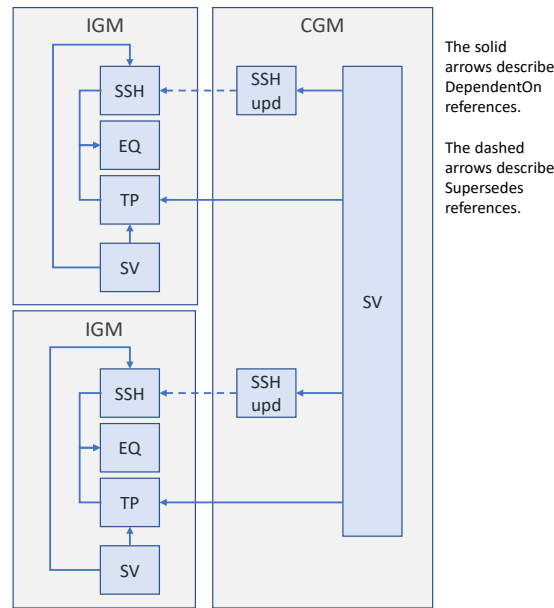 IGM
SSH
EQ
TP
SV
IGM
SSH
EQ
TP
SV
CGM
SSH
upd
SSH
upd
SV
The solid
arrows describe
DependentOn
references.
The dashed
arrows describe
Supersedes
references.